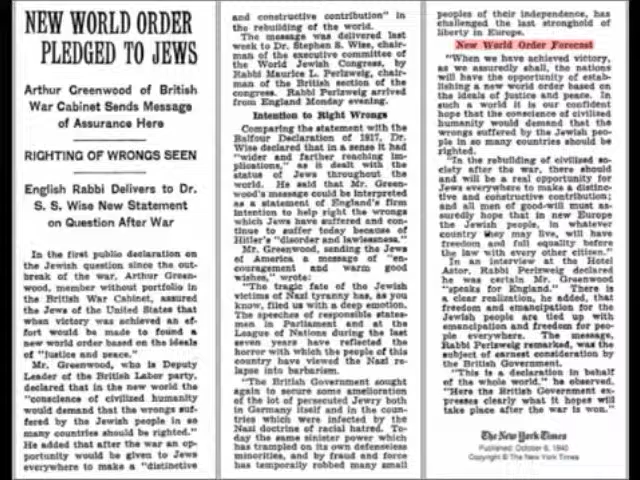 NEW WORLD ORDER
PLEDGED TO JEWS
Arthur Greenwood of British
War Cabinet Sends Message
of Assurance Here
RIGHTING OF WRONGS SEEN
English Rabbi Delivers to Dr.
S. S. Wise New Statement
on Question After War
In the first public declaration on
the Jewish question since the out-
break of the war, Arthur Green-
wood, member without portfolio in
the British War Cabinet, assured
the Jews of the United States that
when victory was achieved an ef-
fort would be made to found a
new world order based on the ideals
of "justice and peace."
Mr. Greenwood, who is Deputy
Leader of the British Labor party,
declared that in the new world the
"conscience of civilized humanity
would demand that the wrongs suf-
fered by the Jewish people in so
many countries should be righted."
He added that after the war an op-
portunity would be given to Jews
everywhere to make a "distinctive
and constructive contribution" in
the rebuilding of the world.
The message was delivered last
week to Dr. Stephen S. Wise, chair-
man of the executive committee of
the World Jewish Congress, by
Rabbi Maurice L. Perizweig, chair-
man of the British section of the
congress. Rabbi Perizweig arrived
from England Monday evening.
Intention to Right Wrongs
Comparing the statement with the
Balfour Declaration of 1917, Dr.
Wise declared that in a sense it had
"wider and farther reaching im-
plications," as it dealt with the
status of Jews throughout the
world. He said that Mr. Green-
wood's message could be interpreted
as a statement of England's firm
intention to help right the wrongs
which Jews have suffered and con-
tinue to suffer today because of
Hitler's "disorder and lawlessness."
Mr. Greenwood, sending the Jews
of America a message of "en-
couragement and warm good
wishes," wrote:
"The tragic fate of the Jewish
victims of Nazi tyranny has, as you
know, filled us with a deep emotion.
The speeches of responsible states-
men in Parliament and at the
League of Nations during the last
seven years have reflected the
horror with which the people of this
country have viewed the Nazi re-
lapse into barbarism.
"The British Government sought
again to secure some amelioration
of the lot of persecuted Jewry both
in Germany itself and in the coun-
tries which were infected by the
Nazi doctrine of racial hatred. To-
day the same sinister power which
has trampled on its own defenseless
minorities, and by fraud and force
has temporarily robbed many small
peoples of their independence, has
challenged the last stronghold of
liberty in Europe.
New World Order Forecast
"When we have achieved victory,
as we assuredly shall, the nations
will have the opportunity of estab-
lishing a new world order based on
the ideals of justice and peace. In
such a world it is our confident
hope that the conscience of civilized
humanity would demand that the
wrongs suffered by the Jewish peo-
ple in so many countries should be
righted.
"In the rebuilding of civilized so-
ciety after the war, there should
and will be a real opportunity for
Jews everywhere to make a distinc-
tive and constructive contribution;
and all men of good-will must as-
suredly hope that in new Europe
the Jewish people, in whatever
country they may live, will have
freedom and full equality before
the law with every other citizen."
In an interview at the Hotel
Astor, Rabbi Perizweig declared
he was certain Mr. Greenwood
"speaks for England." There is
a clear realization, he added, that
freedom and emancipation for the
Jewish people are tied up with
emancipation and freedom for peo-
ple everywhere. The message,
Rabbi Perizweig remarked, was the
subject of earnest consideration by
the British Government.
"This is a declaration on behalf
of the whole world," he observed.
"Here the British Government ex-
presses clearly what it hopes will
take place after the war is won."
The New York Times
Published: October 6, 1940
Copyright © The New York Times